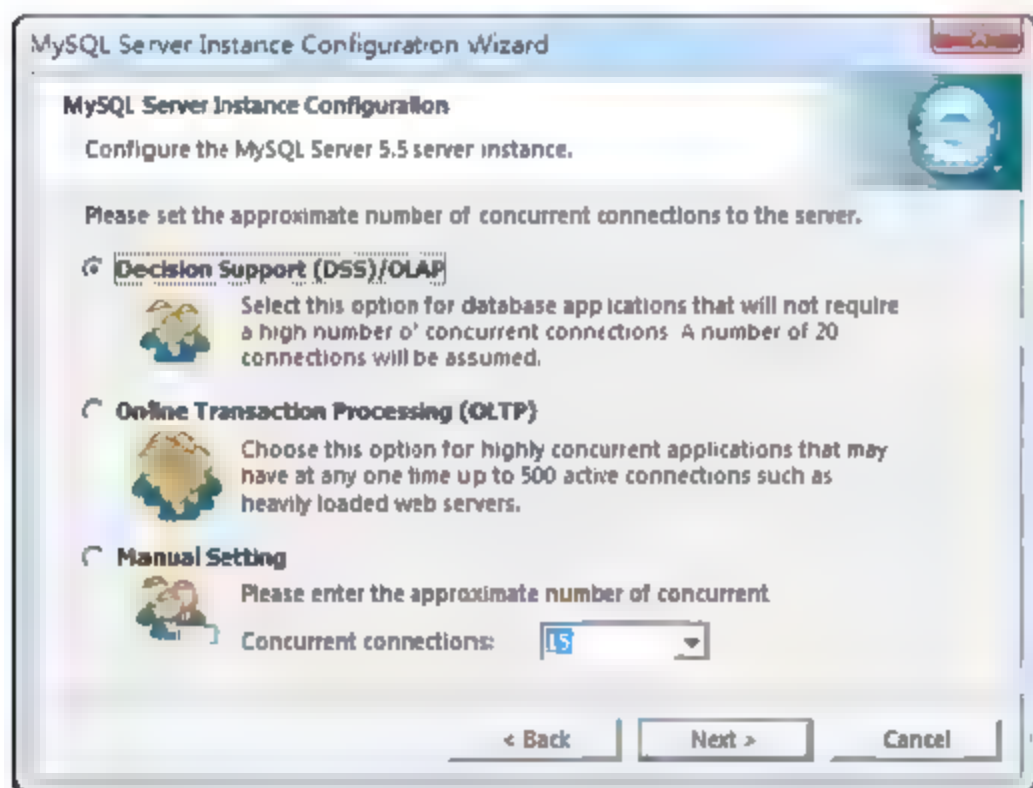 MySQL Server Instance Configuration Wizard
MySQL Server Instance Configuration
Configure the MySQL Server 5.5 server instance.
Please set the approximate number of concurrent connections to the server.
Decision Support (DSS)/OLAP
Select this option for database applications that will not require
a high number of concurrent connections. A number of 20
connections will be assumed.
Online Transaction Processing (OLTP)
Choose this option for highly concurrent applications that may
have at any one time up to 500 active connections such as
heavily loaded web servers.
Manual Setting
Please enter the approximate number of concurrent
Concurrent connections: 15
< Back Next > Cancel